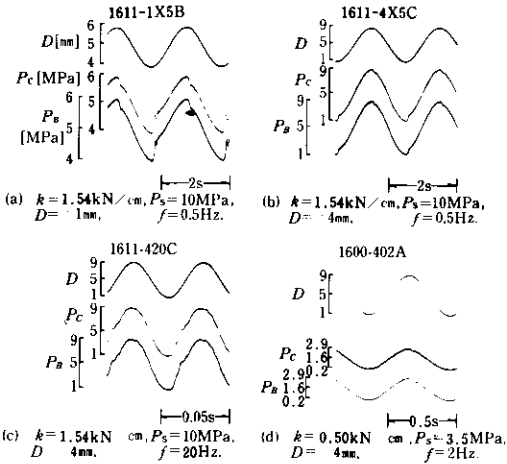 1611-1X5B
D[mm]
6
5
4
Pc [MPa]
6
5
4
PB
[MPa]
6
5
4
2s
(a) k=1.54kN/cm, Ps=10MPa,
D= 1mm, f=0.5Hz.
1611-4X5C
D
9
5
1
Pc
9
5
1
PB
9
5
1
2s
(b) k=1.54kN/cm, Ps=10MPa,
D= 4mm, f=0.5Hz.
1611-420C
D
9
5
1
Pc
9
5
1
PB
9
5
1
0.05s
(c) k=1.54kN cm, Ps=10MPa,
D 4mm, f=20Hz.
1600-402A
D
9
5
1
Pc
2.9
1.6
0.2
PB
2.9
1.6
0.2
0.5s
(d) k=0.50kN cm, Ps=3.5MPa,
D= 4mm, f=2Hz.